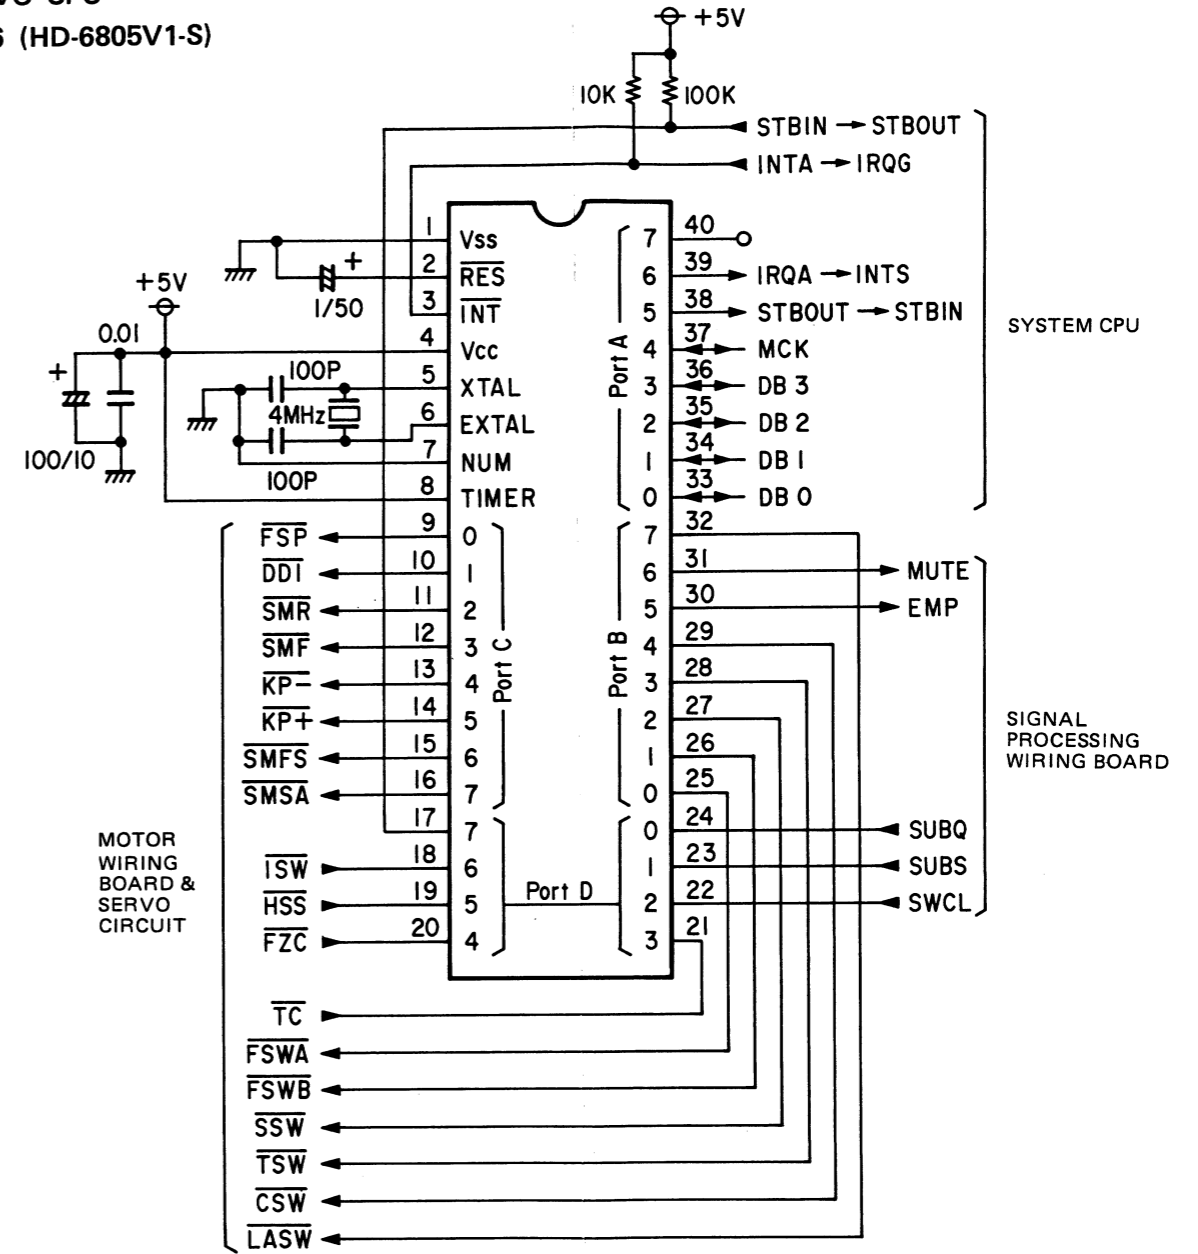 (HD-6805V1-S)
+5V
10K
100K
STBIN → STBOUT
INTA → IRQG
1
Vss
2
RES
3
INT
4
Vcc
5
XTAL
6
EXTAL
7
NUM
8
TIMER
+
1/50
+5V
0.01
+
100/10
100P
4MHz
100P
Port A
7
40
6
39
IRQA → INTS
5
38
STBOUT → STBIN
4
37
MCK
3
36
DB 3
2
35
DB 2
1
34
DB 1
0
33
DB 0
SYSTEM CPU
FSP
9
0
DDI
10
1
SMR
11
2
SMF
12
3
KP−
13
4
KP+
14
5
SMFS
15
6
SMSA
16
7
Port C
17
7
ISW
18
6
HSS
19
5
FZC
20
4
Port B
7
32
6
31
MUTE
5
30
EMP
4
29
3
28
2
27
1
26
0
25
Port D
0
24
SUBQ
1
23
SUBS
2
22
SWCL
3
21
SIGNAL
PROCESSING
WIRING BOARD
MOTOR
WIRING
BOARD &
SERVO
CIRCUIT
TC
FSWA
FSWB
SSW
TSW
CSW
LASW